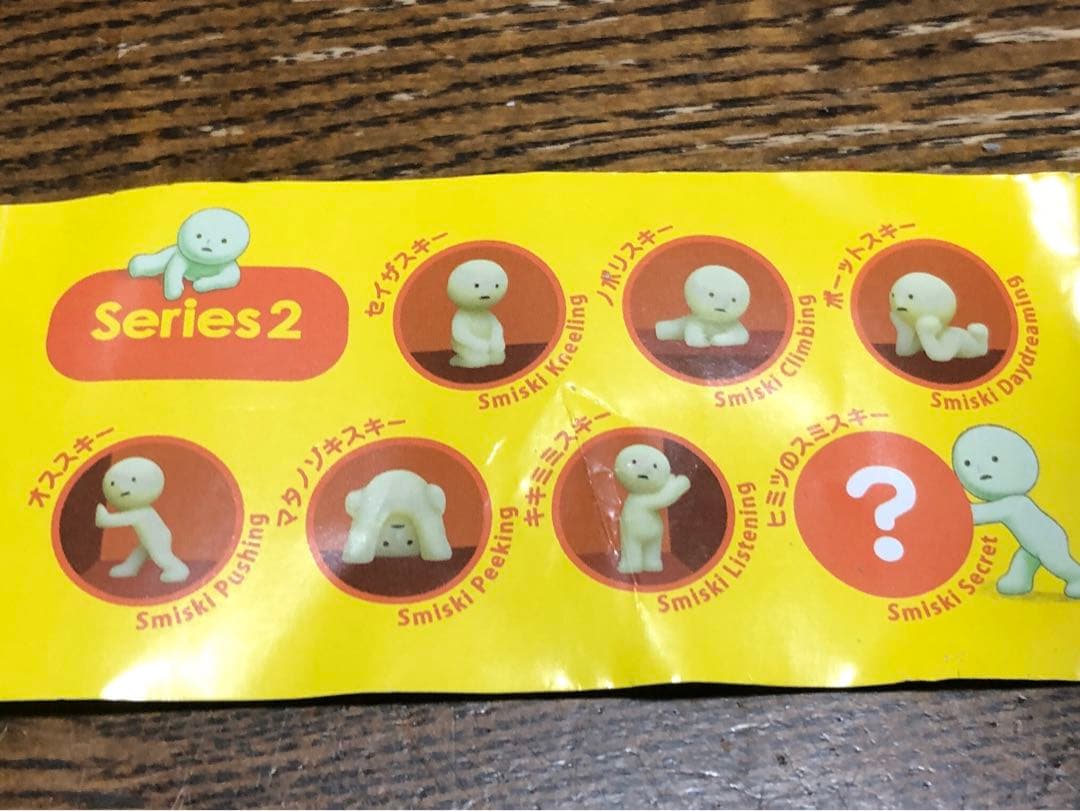 Series 2
セイザスキー
Smiski Kneeling
ノボリスキー
Smiski Climbing
ボーットスキー
Smiski Daydreaming
オススキー
Smiski Pushing
マタノゾキスキー
Smiski Peeking
キキミミスキー
Smiski Listening
ヒミツのスミスキー
?
Smiski Secret